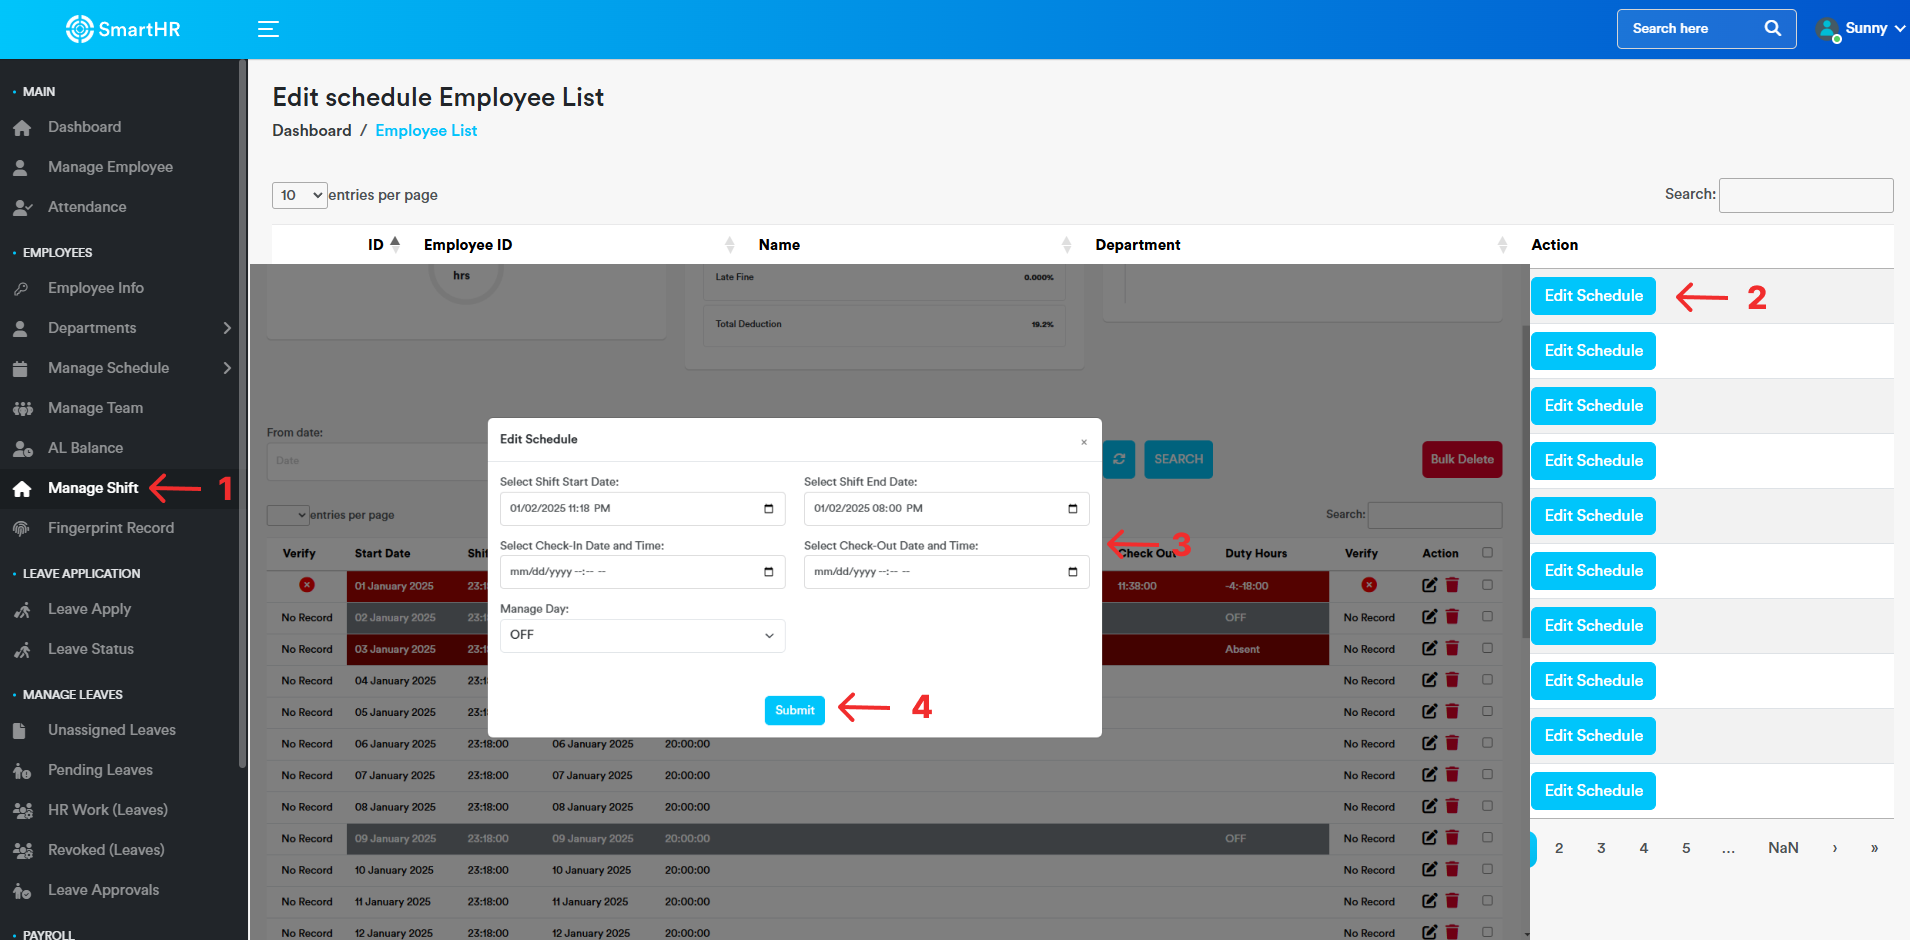 SmartHR
Search here
Sunny
MAIN
Dashboard
Manage Employee
Attendance
EMPLOYEES
Employee Info
Departments
Manage Schedule
Manage Team
AL Balance
Manage Shift
1
Fingerprint Record
LEAVE APPLICATION
Leave Apply
Leave Status
MANAGE LEAVES
Unassigned Leaves
Pending Leaves
HR Work (Leaves)
Revoked (Leaves)
Leave Approvals
PAYROLL
Edit schedule Employee List
Dashboard / Employee List
10 entries per page
Search:
ID Employee ID Name Department Action
hrs
Late Fine 0.000%
Total Deduction 19.2%
Edit Schedule 2
Edit Schedule
Edit Schedule
Edit Schedule
Edit Schedule
Edit Schedule
Edit Schedule
Edit Schedule
Edit Schedule
Edit Schedule
From date:
Date
SEARCH
Bulk Delete
entries per page
Search:
Edit Schedule ×
Select Shift Start Date: Select Shift End Date:
01/02/2025 11:18 PM 01/02/2025 08:00 PM
Select Check-In Date and Time: Select Check-Out Date and Time:
mm/dd/yyyy --:-- -- mm/dd/yyyy --:-- --
Manage Day:
OFF
Submit 4
3
Verify Start Date Check Out Duty Hours Verify Action
01 January 2025 23:1 11:38:00 -4:-18:00
No Record 02 January 2025 23:1 OFF No Record
No Record 03 January 2025 23:1 Absent No Record
No Record 04 January 2025 23:1 No Record
No Record 05 January 2025 23:1 No Record
No Record 06 January 2025 23:18:00 06 January 2025 20:00:00 No Record
No Record 07 January 2025 23:18:00 07 January 2025 20:00:00 No Record
No Record 08 January 2025 23:18:00 08 January 2025 20:00:00 No Record
No Record 09 January 2025 23:18:00 09 January 2025 20:00:00 OFF No Record
No Record 10 January 2025 23:18:00 10 January 2025 20:00:00 No Record
No Record 11 January 2025 23:18:00 11 January 2025 20:00:00 No Record
No Record 12 January 2025 23:18:00 12 January 2025 20:00:00 No Record
2 3 4 5 ... NaN › »